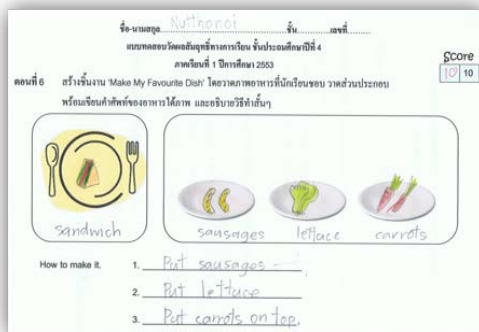 ชื่อ-นามสกุล Nutthonoi ชั้น เลขที่
แบบทดสอบวัดผลสัมฤทธิ์ทางการเรียน ชั้นประถมศึกษาปีที่ 4
ภาคเรียนที่ 1 ปีการศึกษา 2553
Score
10 10
ตอนที่ 6 สร้างชิ้นงาน 'Make My Favourite Dish' โดยวาดภาพอาหารที่นักเรียนชอบ วาดส่วนประกอบ
พร้อมเขียนคำศัพท์ของอาหารใต้ภาพ และอธิบายวิธีทำสั้นๆ
sandwich sausages lettuce carrots
How to make it. 1. Put sausages
2. Put lettuce
3. Put carrots on top.